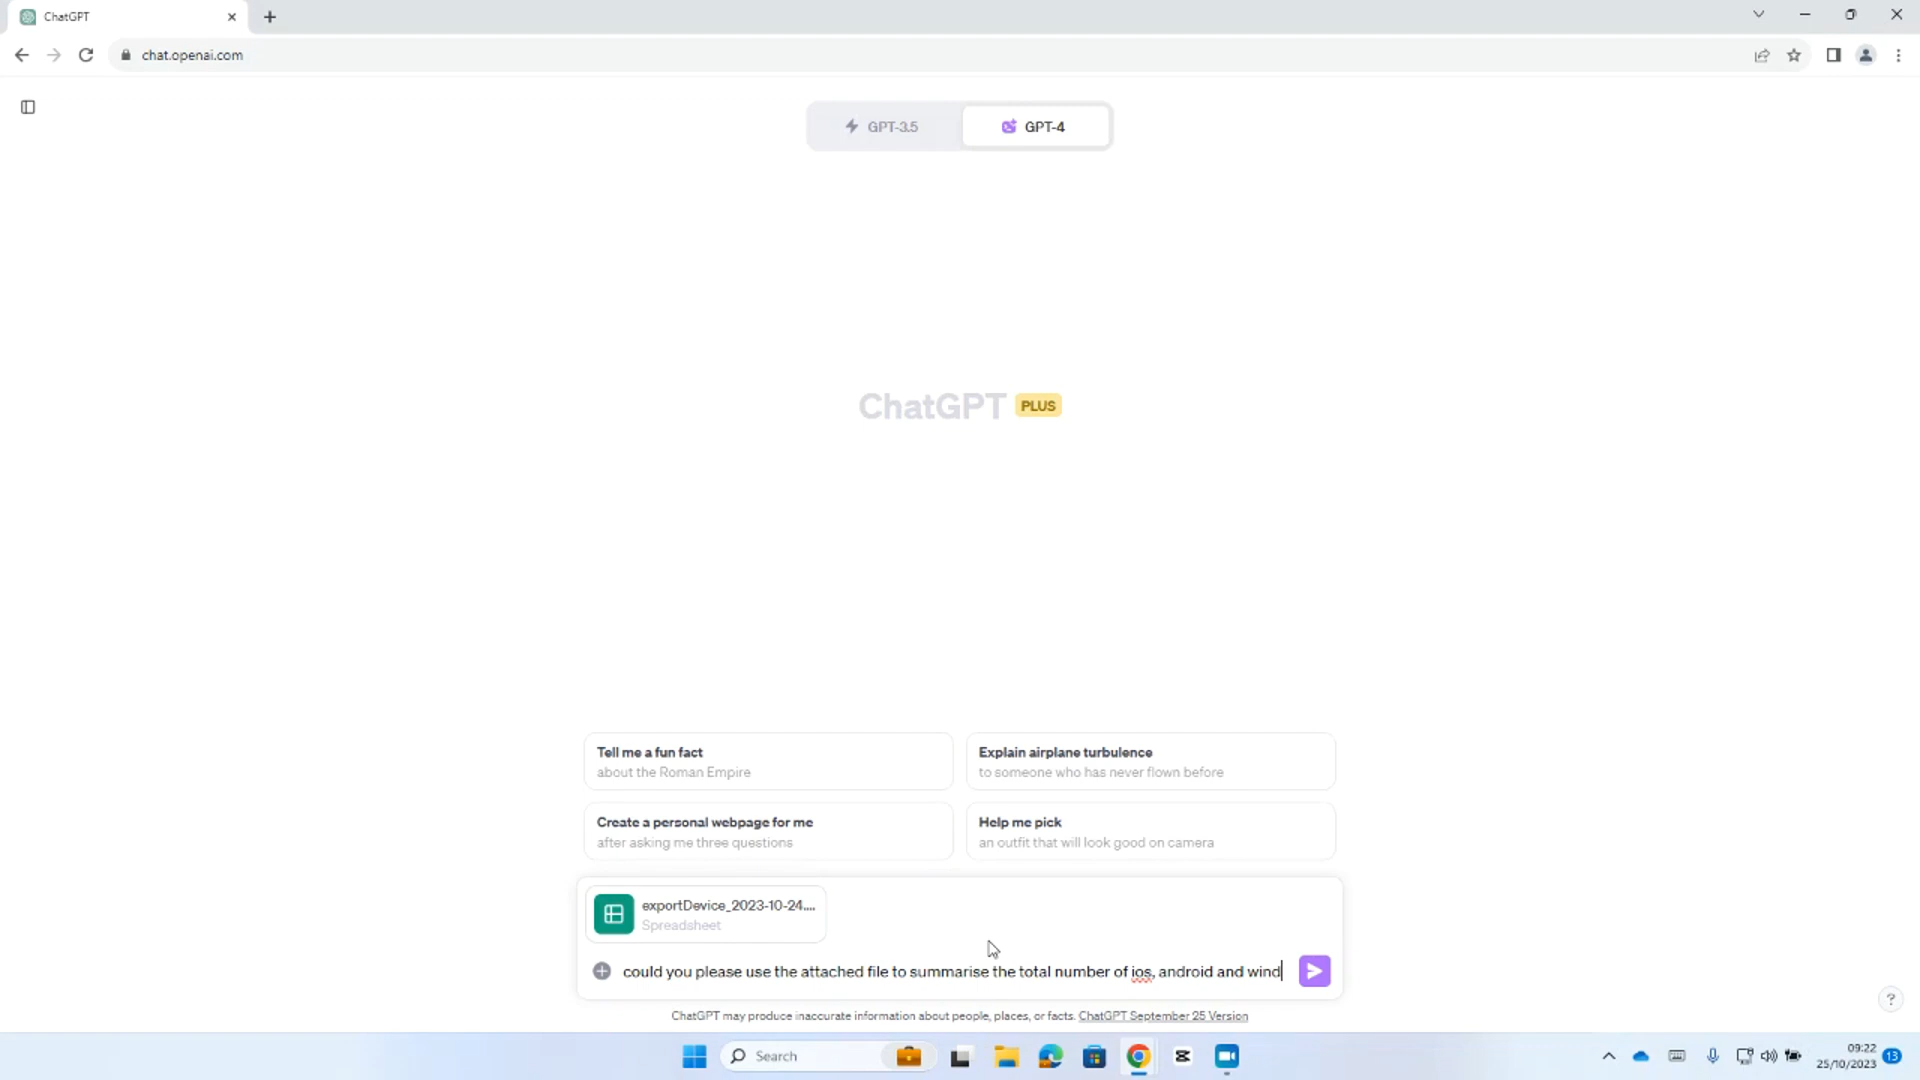 ChatGPT
chat.openai.com
GPT-3.5
GPT-4
ChatGPT PLUS
Tell me a fun fact
about the Roman Empire
Explain airplane turbulence
to someone who has never flown before
Create a personal webpage for me
after asking me three questions
Help me pick
an outfit that will look good on camera
exportDevice_2023-10-24....
Spreadsheet
could you please use the attached file to summarise the total number of ios, android and wind
ChatGPT may produce inaccurate information about people, places, or facts. ChatGPT September 25 Version
?
Search
09:22
25/10/2023
13